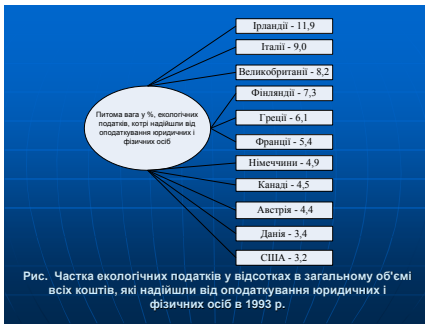 Ірландії - 11,9
Італії - 9,0
Великобританії - 8,2
Фінляндії - 7,3
Греції - 6,1
Франції - 5,4
Німеччини - 4,9
Канаді - 4,5
Австрія - 4,4
Данія - 3,4
США - 3,2
Питома вага у %, екологічних
податків, котрі надійшли від
оподаткування юридичних і
фізичних осіб
Рис. Частка екологічних податків у відсотках в загальному об'ємі
всіх коштів, які надійшли від оподаткування юридичних і
фізичних осіб в 1993 р.